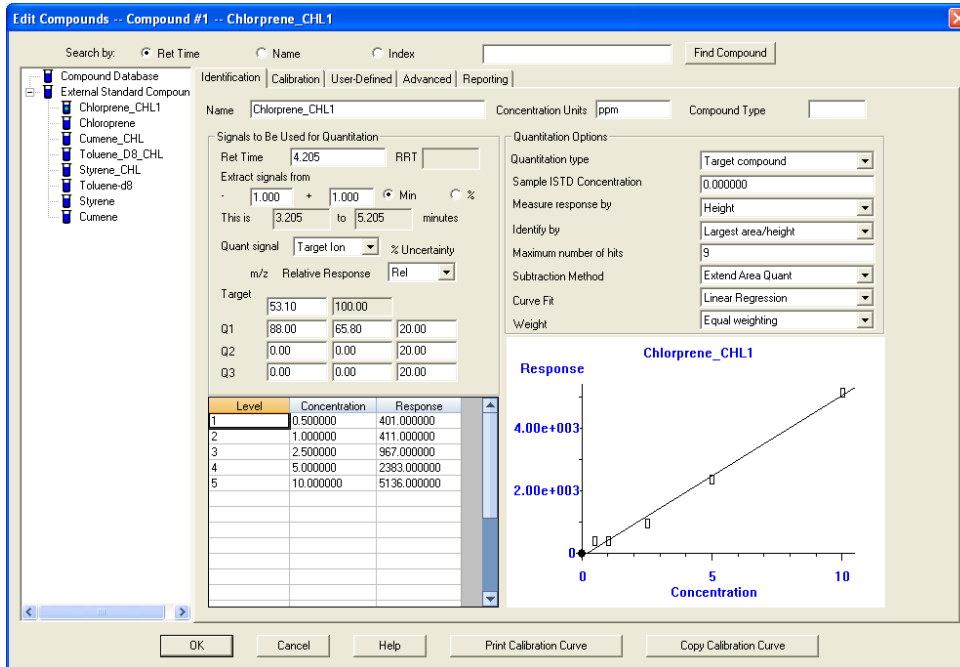 Edit Compounds -- Compound #1 -- Chlorprene_CHL1
Search by: Ret Time Name Index Find Compound
Compound Database
External Standard Compoun
Chlorprene_CHL1
Chloroprene
Cumene_CHL
Toluene_D8_CHL
Styrene_CHL
Toluene-d8
Styrene
Cumene
Identification Calibration User-Defined Advanced Reporting
Name Chlorprene_CHL1 Concentration Units ppm Compound Type
Signals to Be Used for Quantitation
Ret Time 4.205 RRT
Extract signals from
- 1.000 + 1.000 Min %
This is 3.205 to 5.205 minutes
Quant signal Target Ion % Uncertainty
m/z Relative Response Rel
Target
53.10 100.00
Q1 88.00 65.80 20.00
Q2 0.00 0.00 20.00
Q3 0.00 0.00 20.00
Quantitation Options
Quantitation type Target compound
Sample ISTD Concentration 0.000000
Measure response by Height
Identify by Largest area/height
Maximum number of hits 9
Subtraction Method Extend Area Quant
Curve Fit Linear Regression
Weight Equal weighting
Level Concentration Response
1 0.500000 401.000000
2 1.000000 411.000000
3 2.500000 967.000000
4 5.000000 2383.000000
5 10.000000 5136.000000
Chlorprene_CHL1
Response
4.00e+003
2.00e+003
0
0 5 10
Concentration
OK Cancel Help Print Calibration Curve Copy Calibration Curve